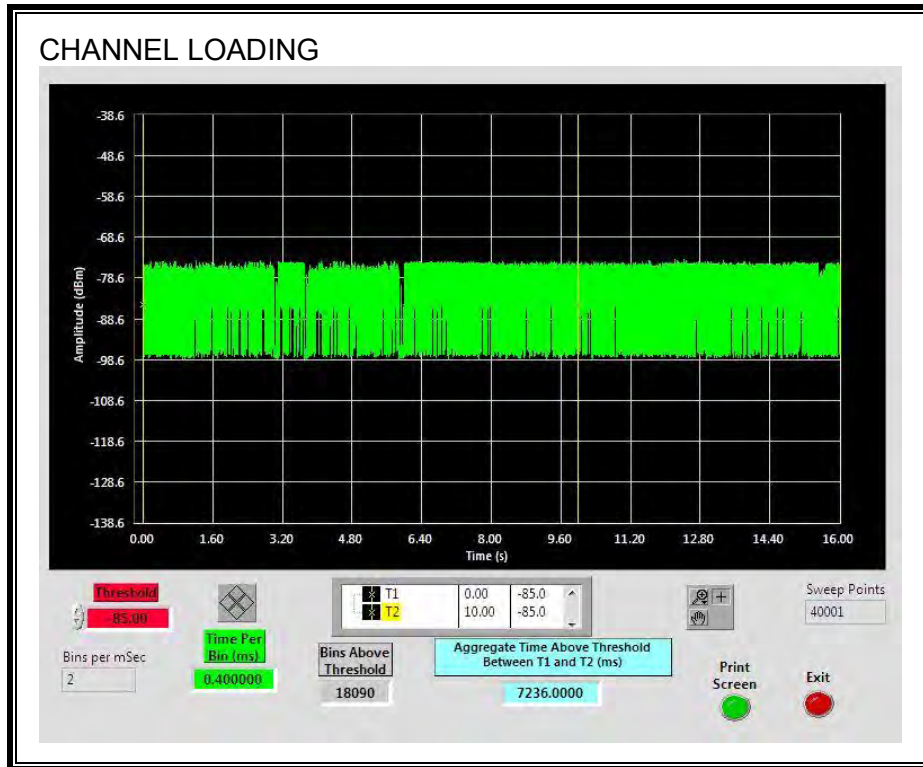 CHANNEL LOADING
-38.6
-48.6
-58.6
-68.6
-78.6
-88.6
-98.6
-108.6
-118.6
-128.6
-138.6
Amplitude (dBm)
0.00 1.60 3.20 4.80 6.40 8.00 9.60 11.20 12.80 14.40 16.00
Time (s)
Threshold
-85.00
Bins per mSec
2
Time Per
Bin (ms)
0.400000
T1 0.00 -85.0
T2 10.00 -85.0
Bins Above
Threshold
18090
Aggregate Time Above Threshold
Between T1 and T2 (ms)
7236.0000
Sweep Points
40001
Print
Screen
Exit